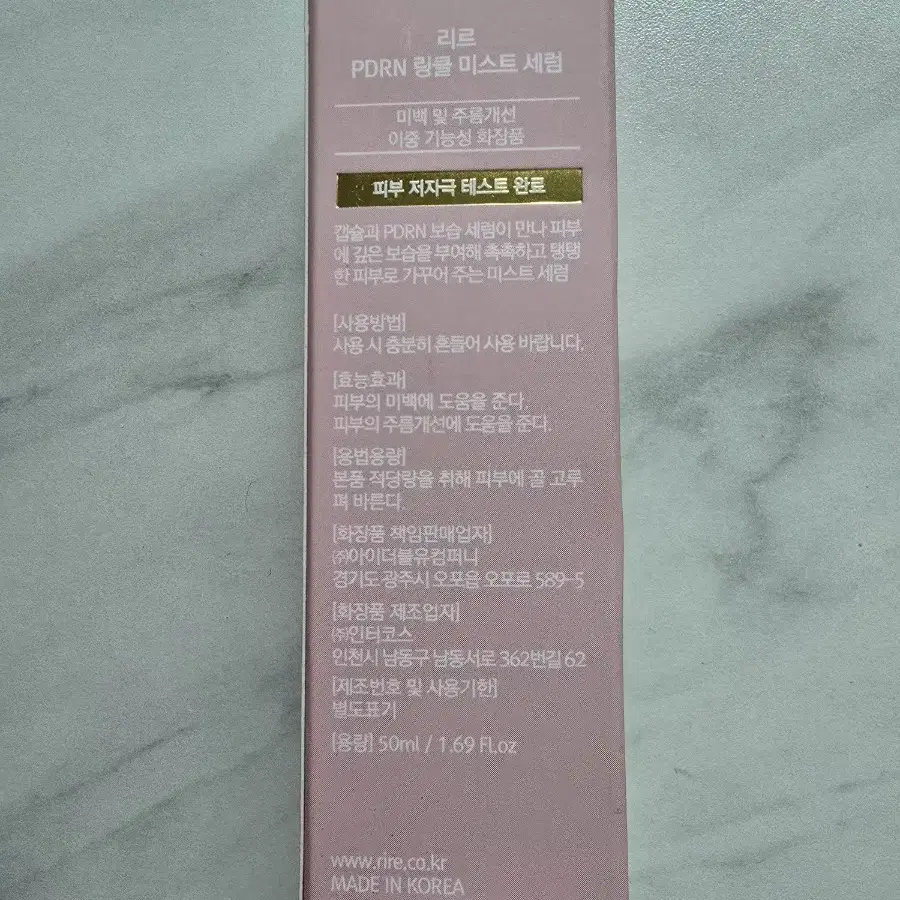 리르
PDRN 링클 미스트 세럼
미백 및 주름개선
이중 기능성 화장품
피부 저자극 테스트 완료
캡슐과 PDRN 보습 세럼이 만나 피부
에 깊은 보습을 부여해 촉촉하고 탱탱
한 피부로 가꾸어 주는 미스트 세럼
[사용방법]
사용 시 충분히 흔들어 사용 바랍니다.
[효능효과]
피부의 미백에 도움을 준다.
피부의 주름개선에 도움을 준다.
[용법용량]
본품 적당량을 취해 피부에 골 고루
펴 바른다.
[화장품 책임판매업자]
㈜아이더블유컴퍼니
경기도 광주시 오포읍 오포로 589-5
[화장품 제조업자]
㈜인터코스
인천시 남동구 남동서로 362번길 62
[제조번호 및 사용기한]
별도표기
[용량] 50ml / 1.69 Fl.oz
www.rire.co.kr
MADE IN KOREA